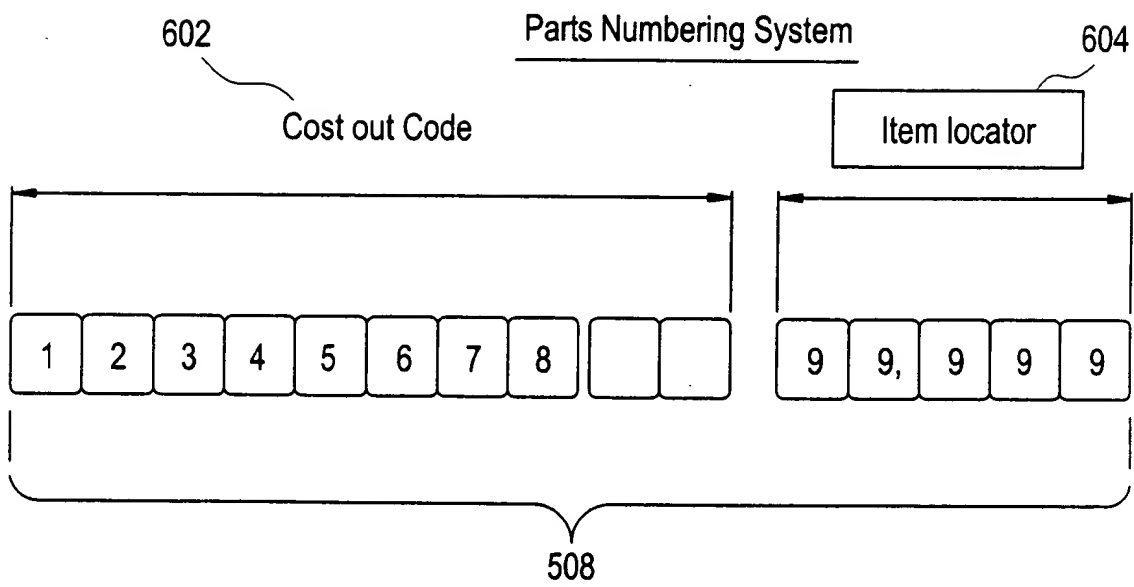 Parts Numbering System
602
604
Cost out Code
Item locator
1 2 3 4 5 6 7 8 9 9, 9 9 9
508